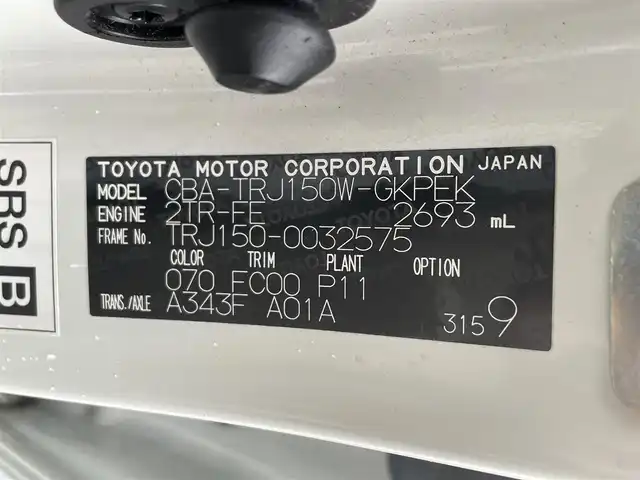 TOYOTA MOTOR CORPORATION JAPAN
MODEL CBA-TRJ150W-GKPEK
ENGINE 2TR-FE 2693 mL
FRAME No. TRJ150-0032575
COLOR TRIM PLANT OPTION
070 FC00 P11
TRANS./AXLE A343F A01A
3159
SRS B